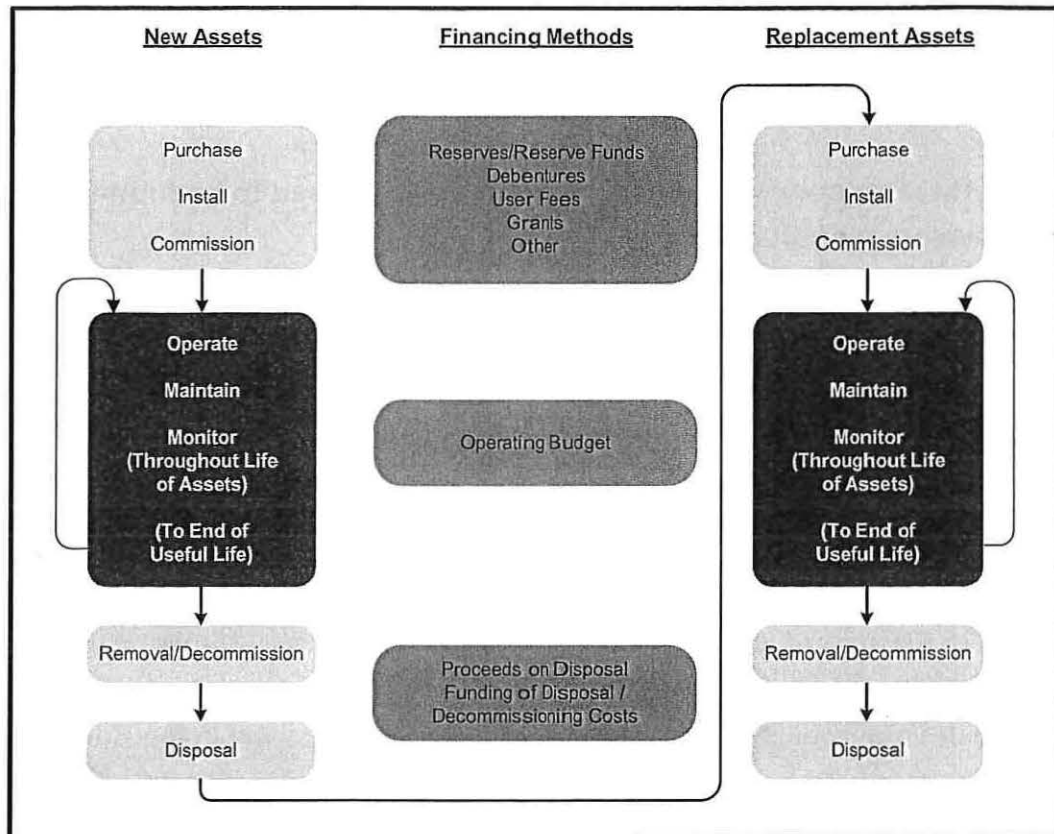 New Assets
Financing Methods
Replacement Assets
Purchase
Install
Commission
Operate
Maintain
Monitor
(Throughout Life
of Assets)
(To End of
Useful Life)
Removal/Decommission
Disposal
Reserves/Reserve Funds
Debentures
User Fees
Grants
Other
Operating Budget
Proceeds on Disposal
Funding of Disposal /
Decommissioning Costs
Purchase
Install
Commission
Operate
Maintain
Monitor
(Throughout Life
of Assets)
(To End of
Useful Life)
Removal/Decommission
Disposal